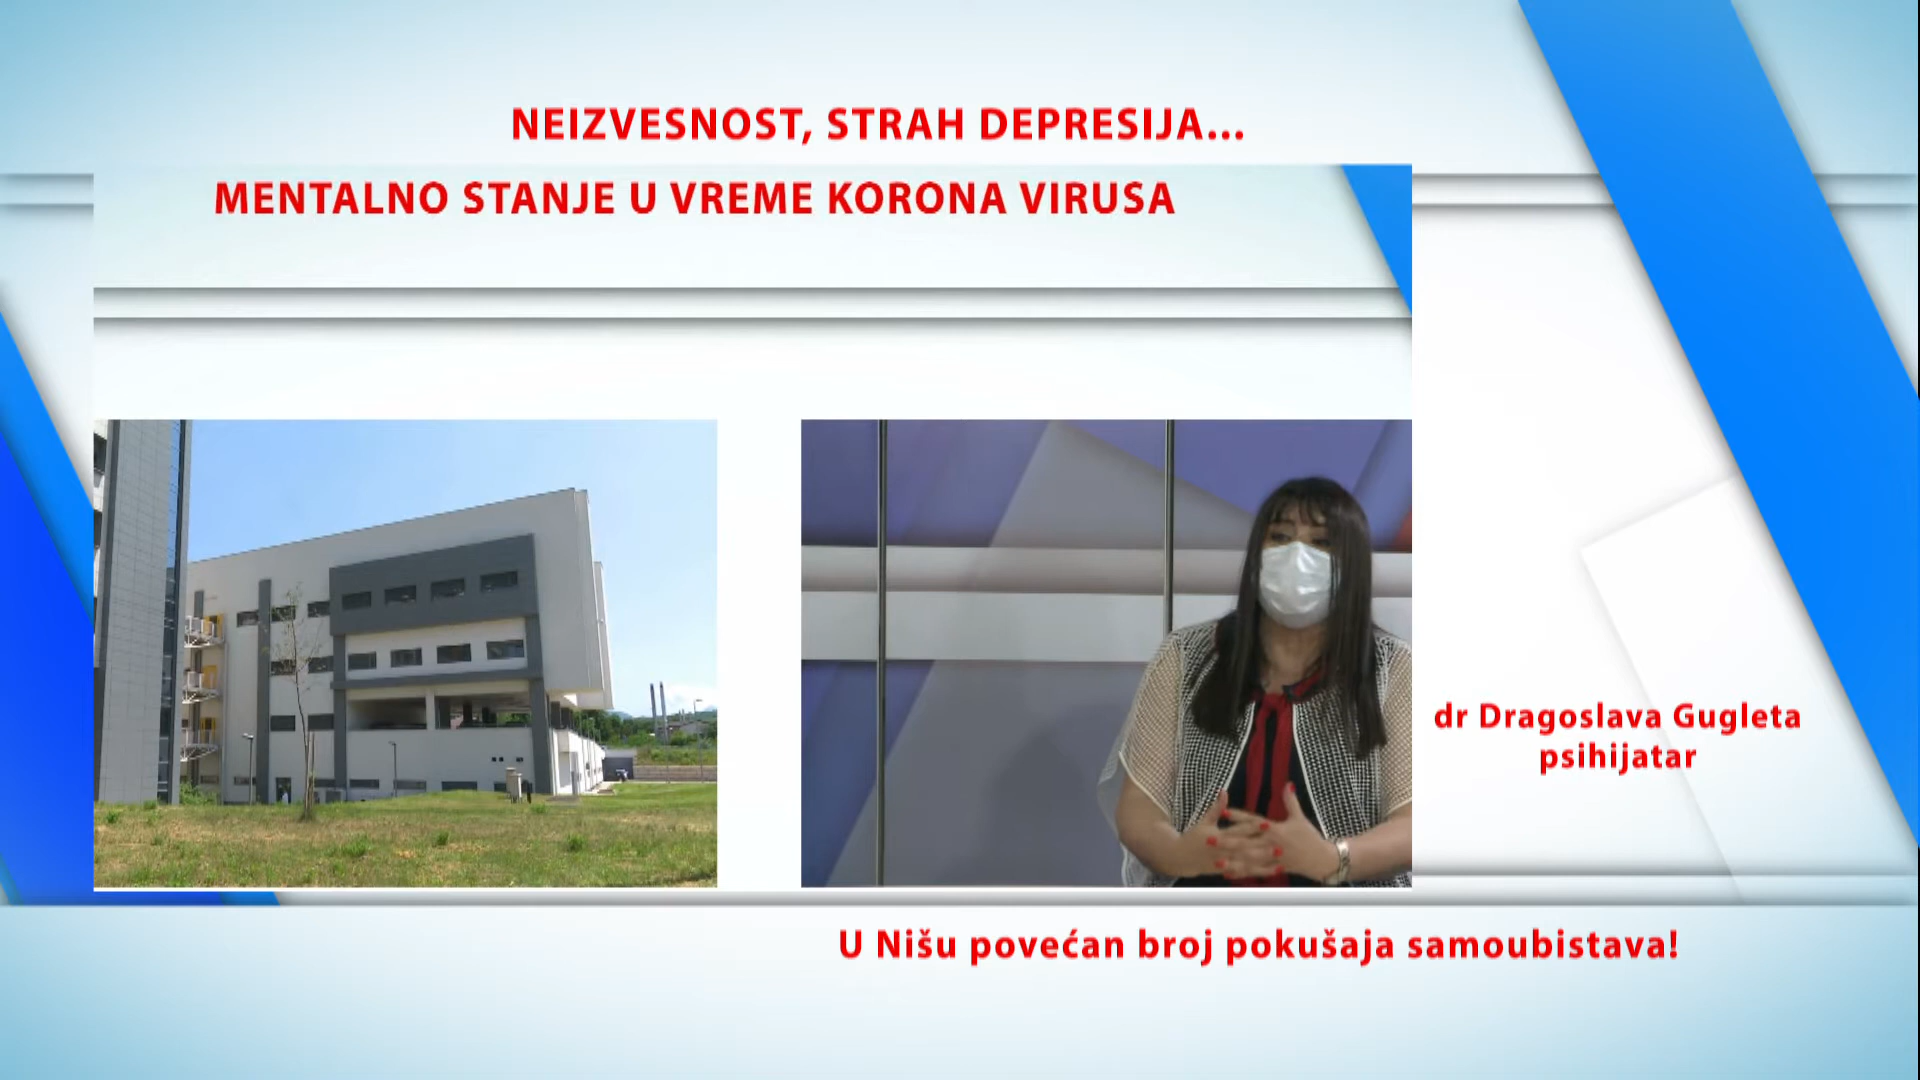 NEIZVESNOST, STRAH DEPRESIJA...
MENTALNO STANJE U VREME KORONA VIRUSA
dr Dragoslava Gugleta
psihijatar
U Nišu povećan broj pokušaja samoubistava!